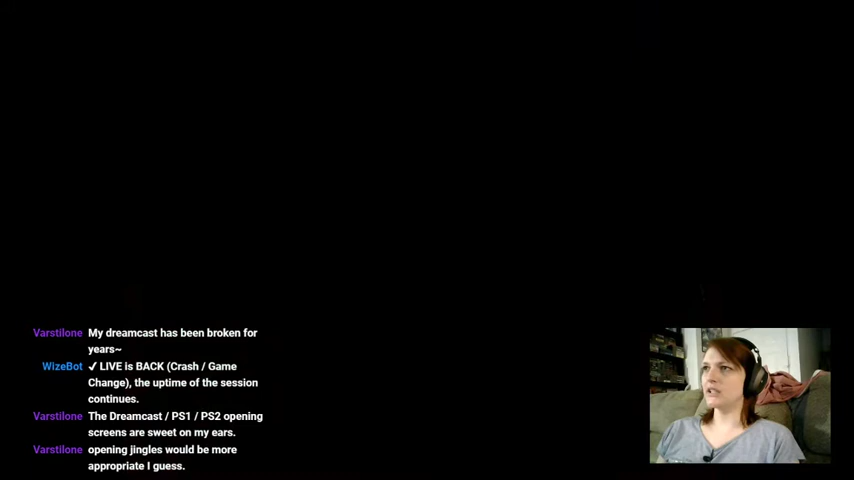 Varstilone My dreamcast has been broken for
years~
WizeBot ✓ LIVE is BACK (Crash / Game
Change), the uptime of the session
continues.
Varstilone The Dreamcast / PS1 / PS2 opening
screens are sweet on my ears.
Varstilone opening jingles would be more
appropriate I guess.